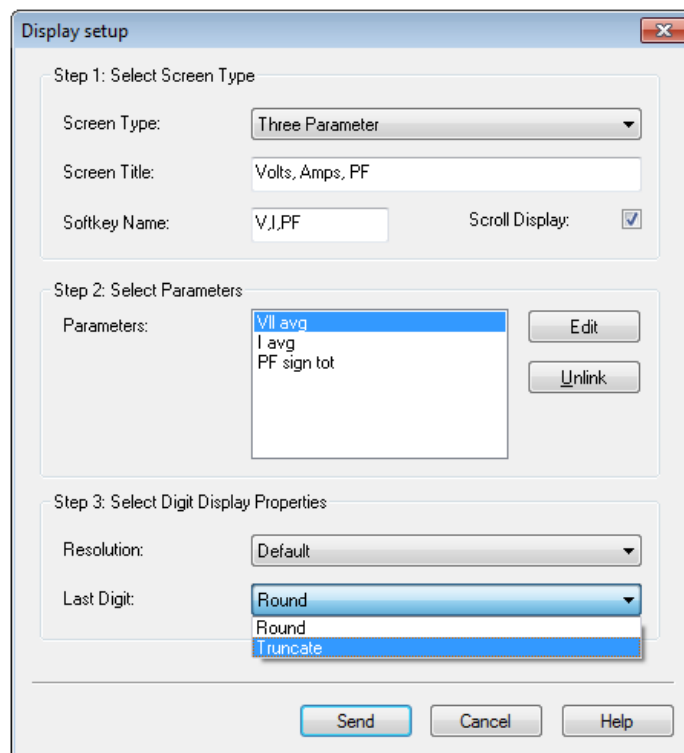 Display setup
Step 1: Select Screen Type
Screen Type: Three Parameter
Screen Title: Volts, Amps, PF
Softkey Name: V,I,PF Scroll Display:
Step 2: Select Parameters
Parameters: Vll avg Edit
I avg
PF sign tot
Unlink
Step 3: Select Digit Display Properties
Resolution: Default
Last Digit: Round
Round
Truncate
Send Cancel Help